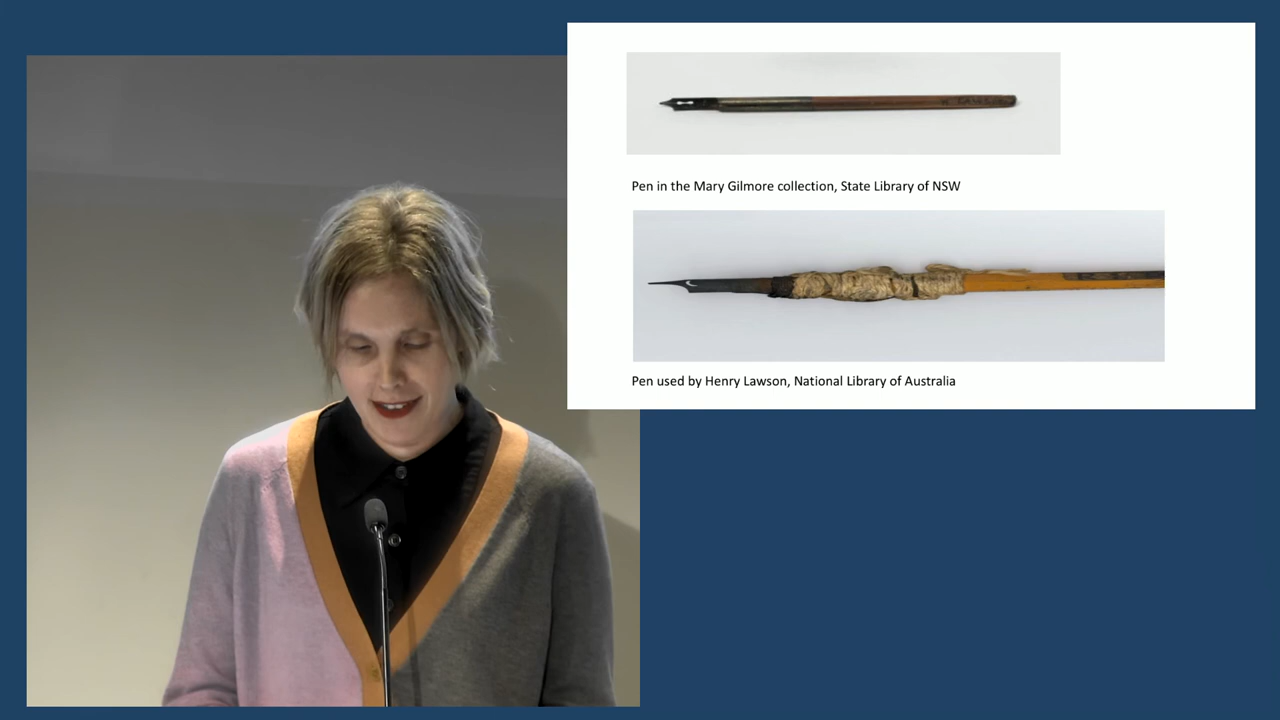 Pen in the Mary Gilmore collection, State Library of NSW
Pen used by Henry Lawson, National Library of Australia